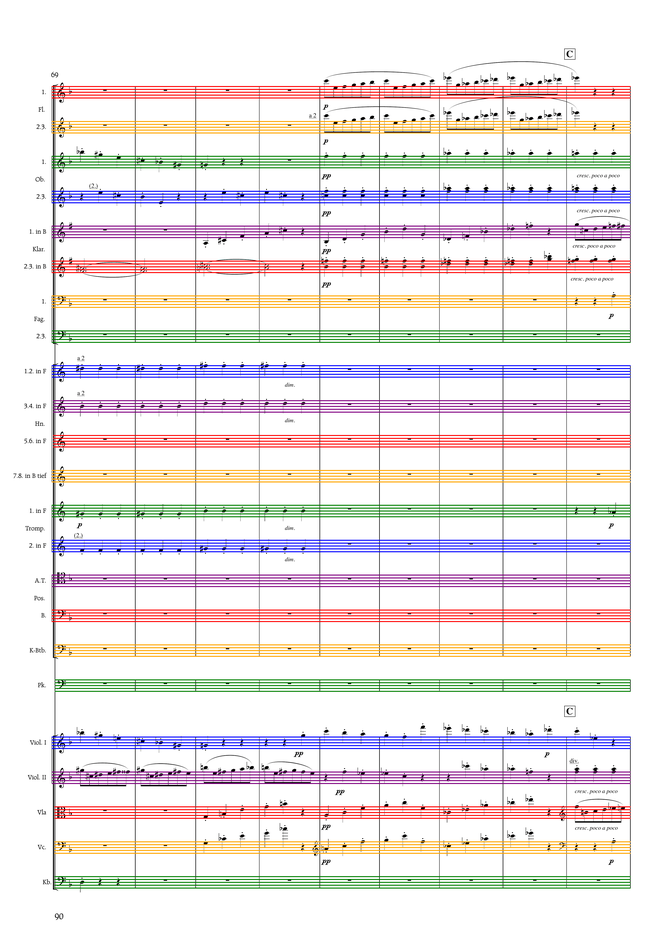 C
69
1.
p
Fl.
a.2
2.3.
p
1.
pp
cresc. poco a poco
Ob.
(2.)
2.3.
pp
cresc. poco a poco
1. in B
pp
cresc. poco a poco
Klar.
2.3. in B
pp
cresc. poco a poco
1.
p
Fag.
2.3.
a.2
1.2. in F
dim.
a.2
3.4. in F
dim.
Hn.
5.6. in F
7.8. in B tief
1. in F
p
dim.
p
Tromp.
(2.)
2. in F
dim.
A.T.
Pos.
B.
K-Btb.
Pk.
C
Viol. I
pp
p
div.
Viol. II
pp
cresc. poco a poco
Vla
pp
cresc. poco a poco
Vc.
pp
p
Kb.
90